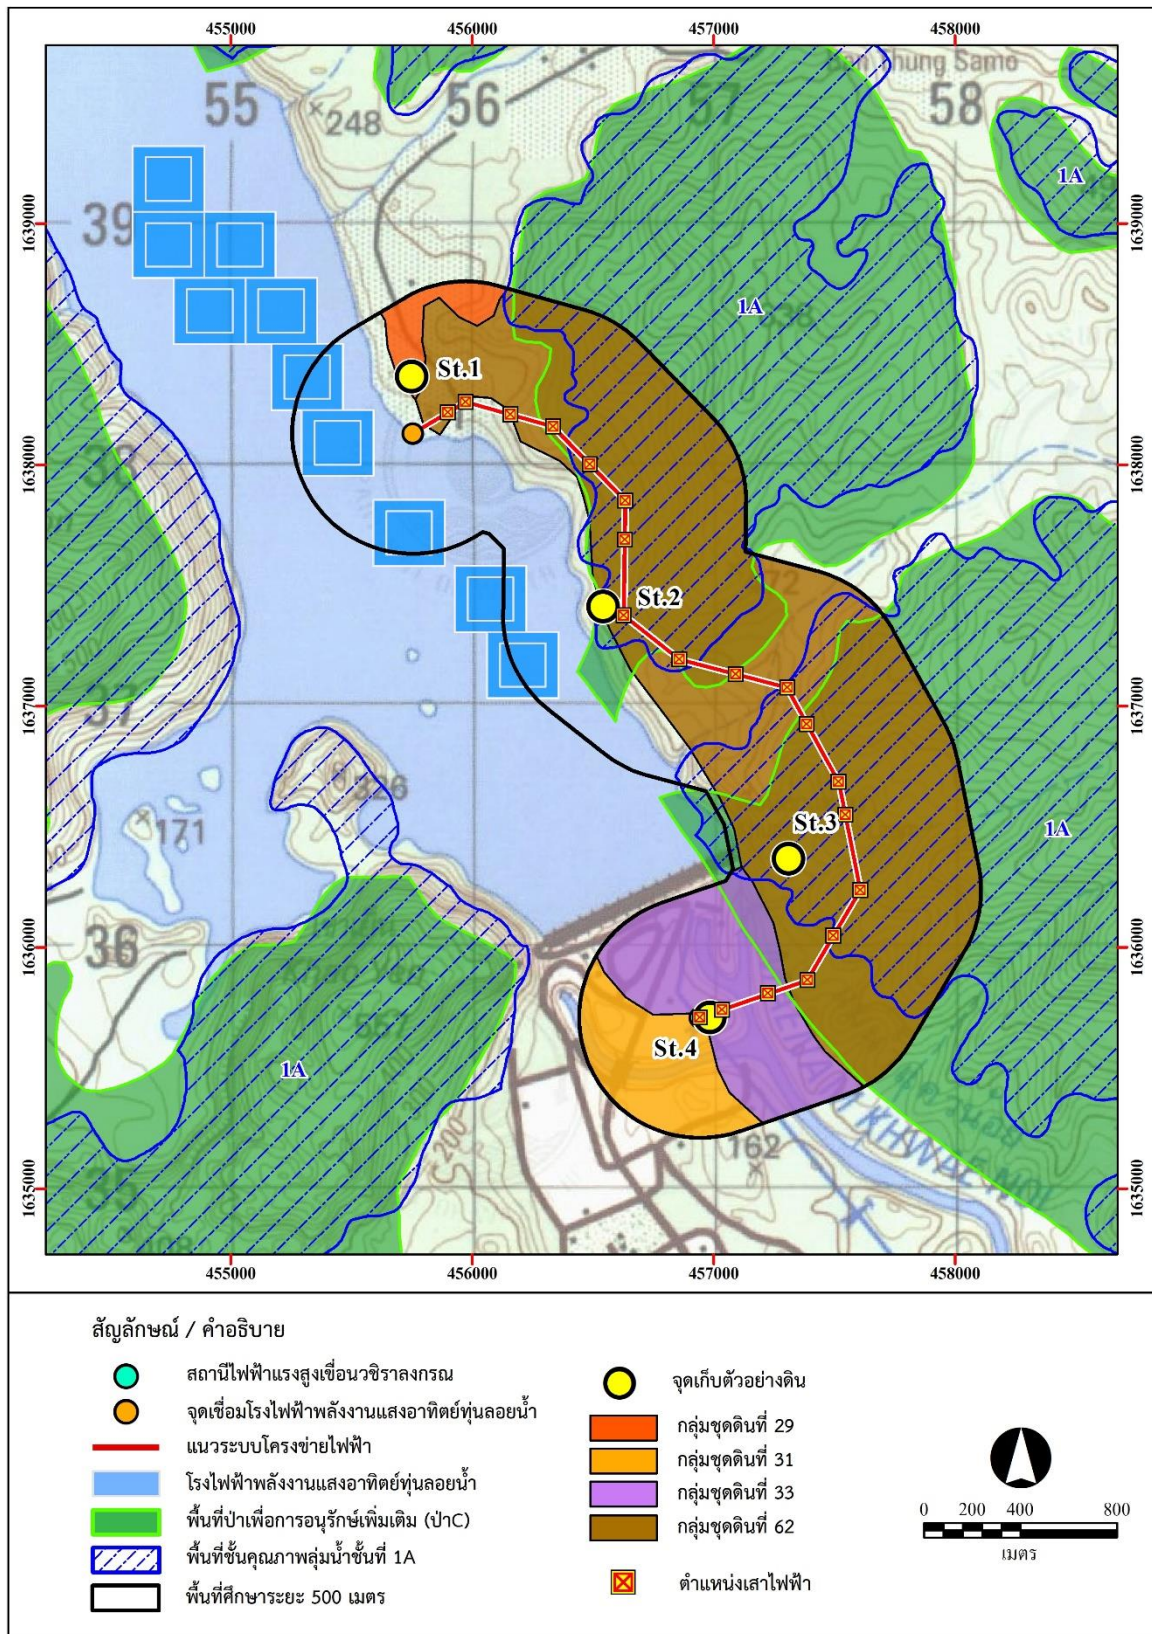 455000 456000 457000 458000
Ban Thung Samo
55 56 57 58
248
1A
39
1639000 1639000
1A
338
St.1
38
1638000 1638000
72
St.2
37
1637000 1637000
326
171
St.3
1A
36
1636000 1636000
St.4
1A
162
KHWAE NOI
C 200
35
1635000 1635000
455000 456000 457000 458000
สัญลักษณ์ / คำอธิบาย
สถานีไฟฟ้าแรงสูงเขื่อนวชิราลงกรณ
จุดเชื่อมโรงไฟฟ้าพลังงานแสงอาทิตย์ทุ่นลอยน้ำ
แนวระบบโครงข่ายไฟฟ้า
โรงไฟฟ้าพลังงานแสงอาทิตย์ทุ่นลอยน้ำ
พื้นที่ป่าเพื่อการอนุรักษ์เพิ่มเติม (ป่าC)
พื้นที่ชั้นคุณภาพลุ่มน้ำชั้นที่ 1A
พื้นที่ศึกษาระยะ 500 เมตร
จุดเก็บตัวอย่างดิน
กลุ่มชุดดินที่ 29
กลุ่มชุดดินที่ 31
กลุ่มชุดดินที่ 33
กลุ่มชุดดินที่ 62
ตำแหน่งเสาไฟฟ้า
0 200 400 800
เมตร